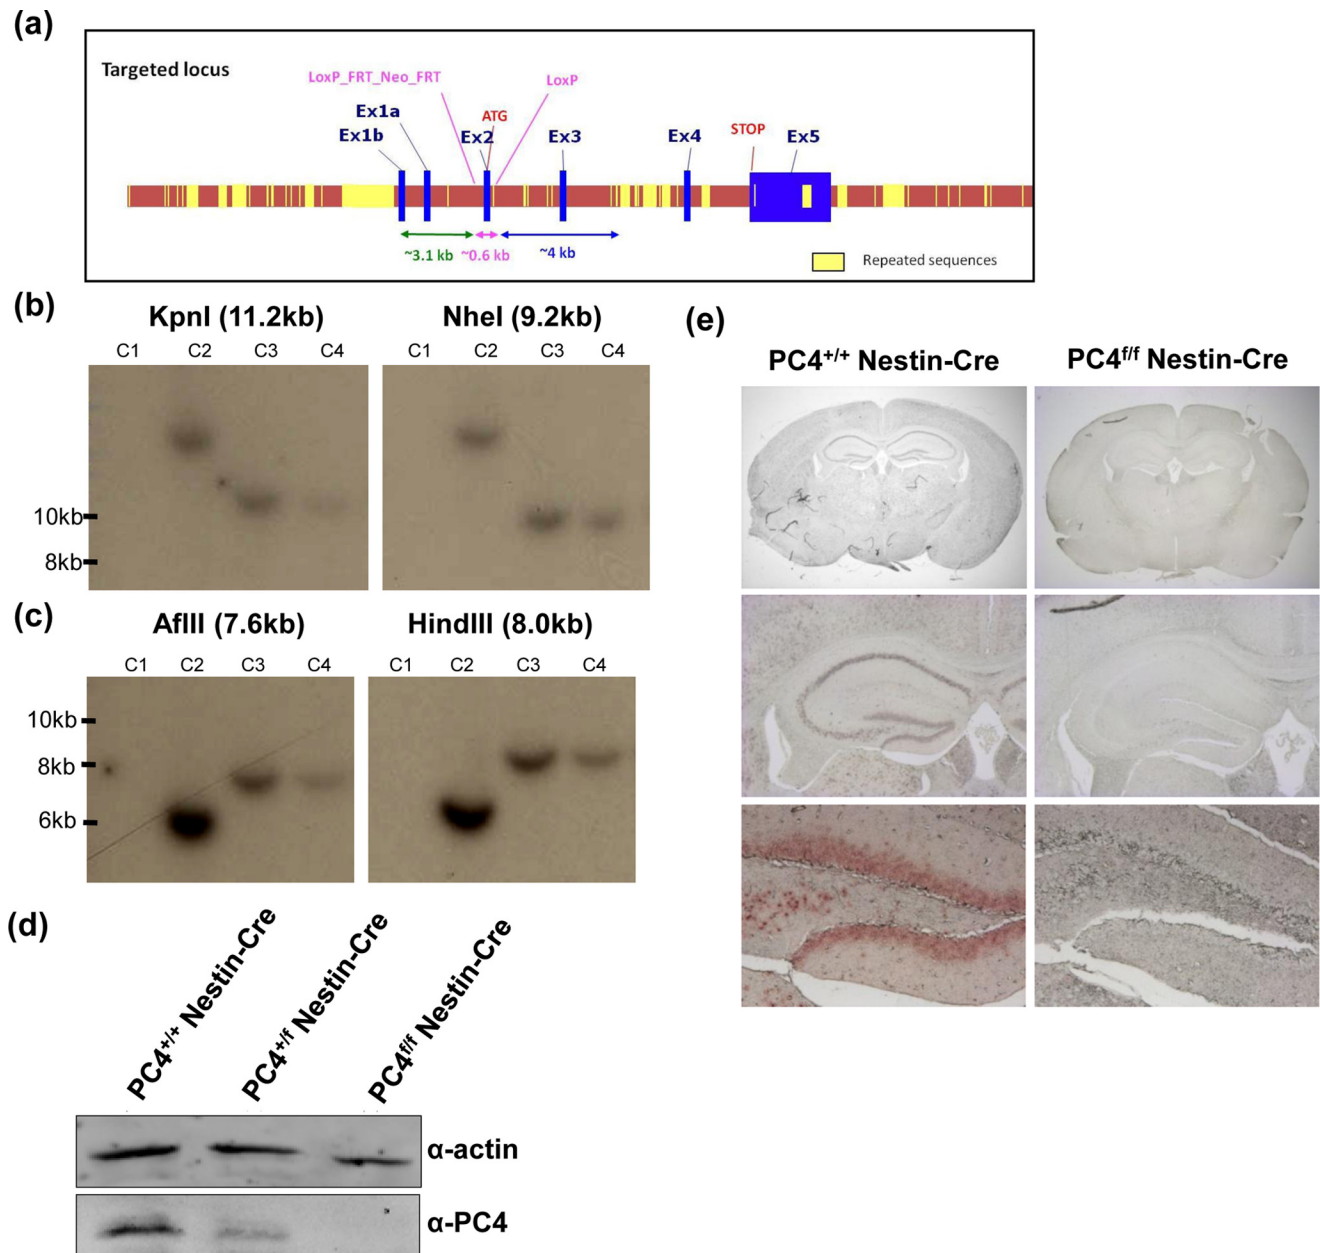 (a)
Targeted locus
LoxP_FRT_Neo_FRT
LoxP
Ex1a
ATG
Ex1b
Ex2
Ex3
Ex4
STOP
Ex5
~3.1 kb
~0.6 kb
~4 kb
Repeated sequences
(b)
KpnI (11.2kb)
NheI (9.2kb)
C1 C2 C3 C4
C1 C2 C3 C4
10kb
8kb
(c)
AflII (7.6kb)
HindIII (8.0kb)
C1 C2 C3 C4
C1 C2 C3 C4
10kb
8kb
6kb
(d)
PC4+/+ Nestin-Cre
PC4+/f Nestin-Cre
PC4f/f Nestin-Cre
α-actin
α-PC4
(e)
PC4+/+ Nestin-Cre
PC4f/f Nestin-Cre